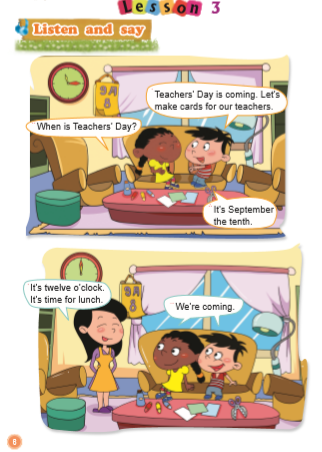 Lesson 3
Listen and say
Teachers' Day is coming. Let's
make cards for our teachers.
When is Teachers' Day?
It's September
the tenth.
It's twelve o'clock.
It's time for lunch.
We're coming.
8